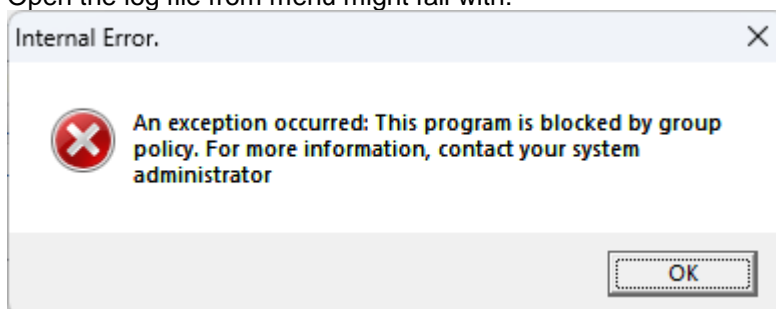 Open the log file from menu might fail with:
Internal Error.
An exception occurred: This program is blocked by group
policy. For more information, contact your system
administrator
OK